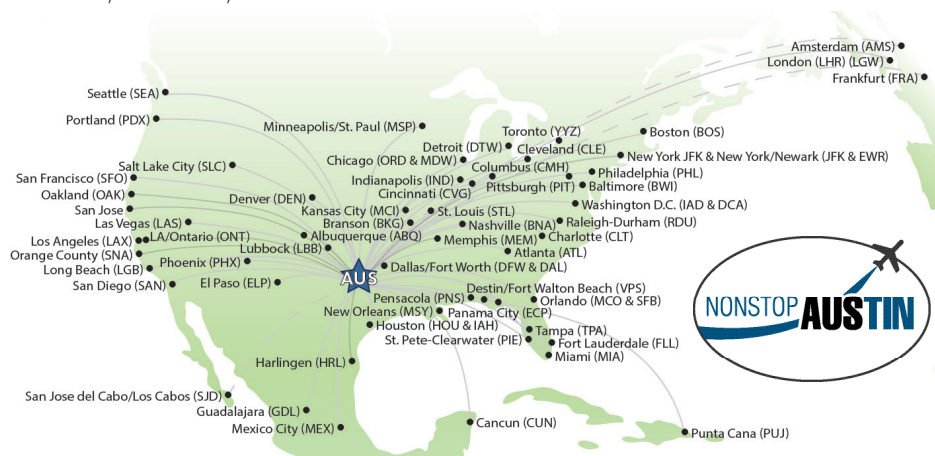 Amsterdam (AMS)
London (LHR) (LGW)
Frankfurt (FRA)
Seattle (SEA)
Portland (PDX)
Minneapolis/St. Paul (MSP)
Toronto (YYZ)
Boston (BOS)
Detroit (DTW)
Cleveland (CLE)
Chicago (ORD & MDW)
New York JFK & New York/Newark (JFK & EWR)
Salt Lake City (SLC)
Columbus (CMH)
Philadelphia (PHL)
San Francisco (SFO)
Indianapolis (IND)
Pittsburgh (PIT)
Baltimore (BWI)
Oakland (OAK)
Denver (DEN)
Cincinnati (CVG)
Washington D.C. (IAD & DCA)
San Jose
Kansas City (MCI)
St. Louis (STL)
Las Vegas (LAS)
Branson (BKG)
Nashville (BNA)
Raleigh-Durham (RDU)
Los Angeles (LAX)
LA/Ontario (ONT)
Albuquerque (ABQ)
Memphis (MEM)
Charlotte (CLT)
Orange County (SNA)
Lubbock (LBB)
Atlanta (ATL)
Long Beach (LGB)
Phoenix (PHX)
Dallas/Fort Worth (DFW & DAL)
San Diego (SAN)
El Paso (ELP)
AUS
Destin/Fort Walton Beach (VPS)
Pensacola (PNS)
Orlando (MCO & SFB)
New Orleans (MSY)
Panama City (ECP)
Houston (HOU & IAH)
Tampa (TPA)
St. Pete-Clearwater (PIE)
Fort Lauderdale (FLL)
Miami (MIA)
NONSTOP AUSTIN
Harlingen (HRL)
San Jose del Cabo/Los Cabos (SJD)
Guadalajara (GDL)
Mexico City (MEX)
Cancun (CUN)
Punta Cana (PUJ)